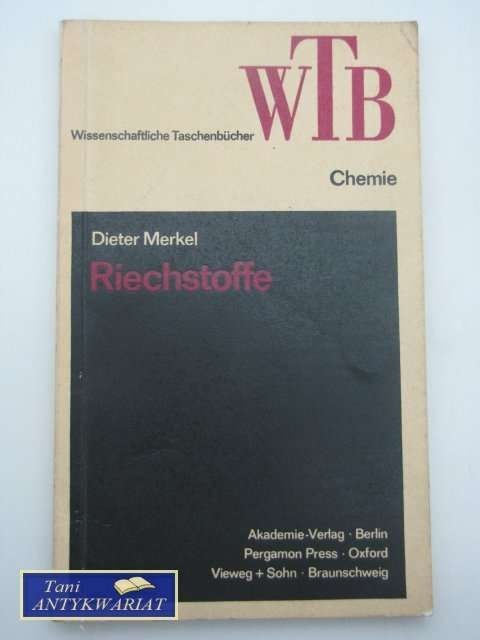 WTB
Wissenschaftliche Taschenbücher
Chemie
Dieter Merkel
Riechstoffe
Akademie-Verlag · Berlin
Pergamon Press · Oxford
Vieweg + Sohn · Braunschweig
Tani
ANTYKWARIAT